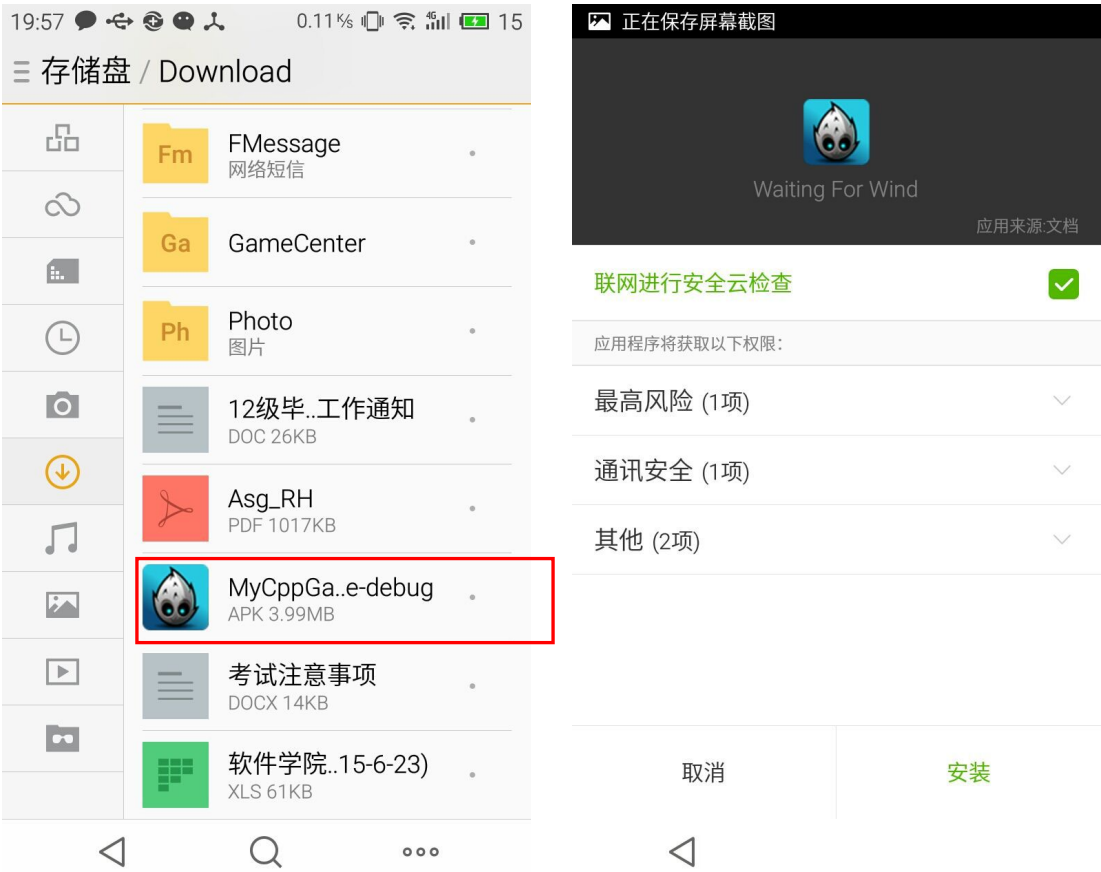 19:57
0.11 K/s
4G
15
存储盘 / Download
Fm
FMessage
网络短信
Ga
GameCenter
Ph
Photo
图片
12级毕..工作通知
DOC 26KB
Asg_RH
PDF 1017KB
MyCppGa..e-debug
APK 3.99MB
考试注意事项
DOCX 14KB
软件学院..15-6-23)
XLS 61KB
正在保存屏幕截图
Waiting For Wind
应用来源:文档
联网进行安全云检查
应用程序将获取以下权限:
最高风险 (1项)
通讯安全 (1项)
其他 (2项)
取消
安装